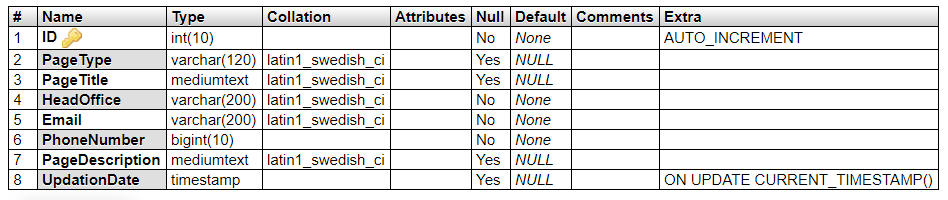 # Name Type Collation Attributes Null Default Comments Extra
1 ID int(10) No None AUTO_INCREMENT
2 PageType varchar(120) latin1_swedish_ci Yes NULL
3 PageTitle mediumtext latin1_swedish_ci Yes NULL
4 HeadOffice varchar(200) latin1_swedish_ci No None
5 Email varchar(200) latin1_swedish_ci No None
6 PhoneNumber bigint(10) No None
7 PageDescription mediumtext latin1_swedish_ci Yes NULL
8 UpdationDate timestamp Yes NULL ON UPDATE CURRENT_TIMESTAMP()